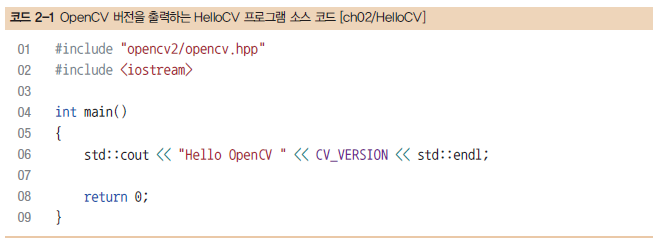 코드 2-1 OpenCV 버전을 출력하는 HelloCV 프로그램 소스 코드 [ch02/HelloCV]
01 #include "opencv2/opencv.hpp"
02 #include <iostream>
03
04 int main()
05 {
06 std::cout << "Hello OpenCV " << CV_VERSION << std::endl;
07
08 return 0;
09 }